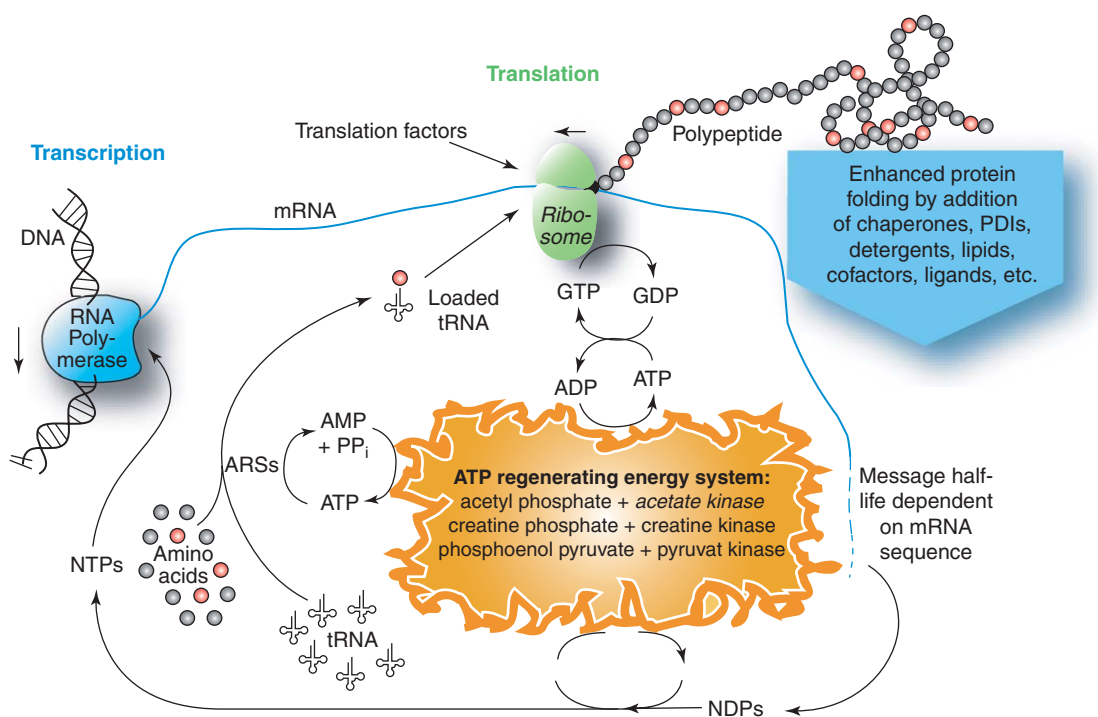 Translation
Translation factors
Polypeptide
Transcription
Enhanced protein
folding by addition
of chaperones, PDIs,
detergents, lipids,
cofactors, ligands, etc.
mRNA
DNA
Ribo-
some
RNA
Poly-
merase
Loaded
tRNA
GTP
GDP
ADP
ATP
AMP
+ PPi
ARSs
ATP
ATP regenerating energy system:
acetyl phosphate + acetate kinase
creatine phosphate + creatine kinase
phosphoenol pyruvate + pyruvat kinase
Message half-
life dependent
on mRNA
sequence
NTPs
Amino
acids
tRNA
NDPs